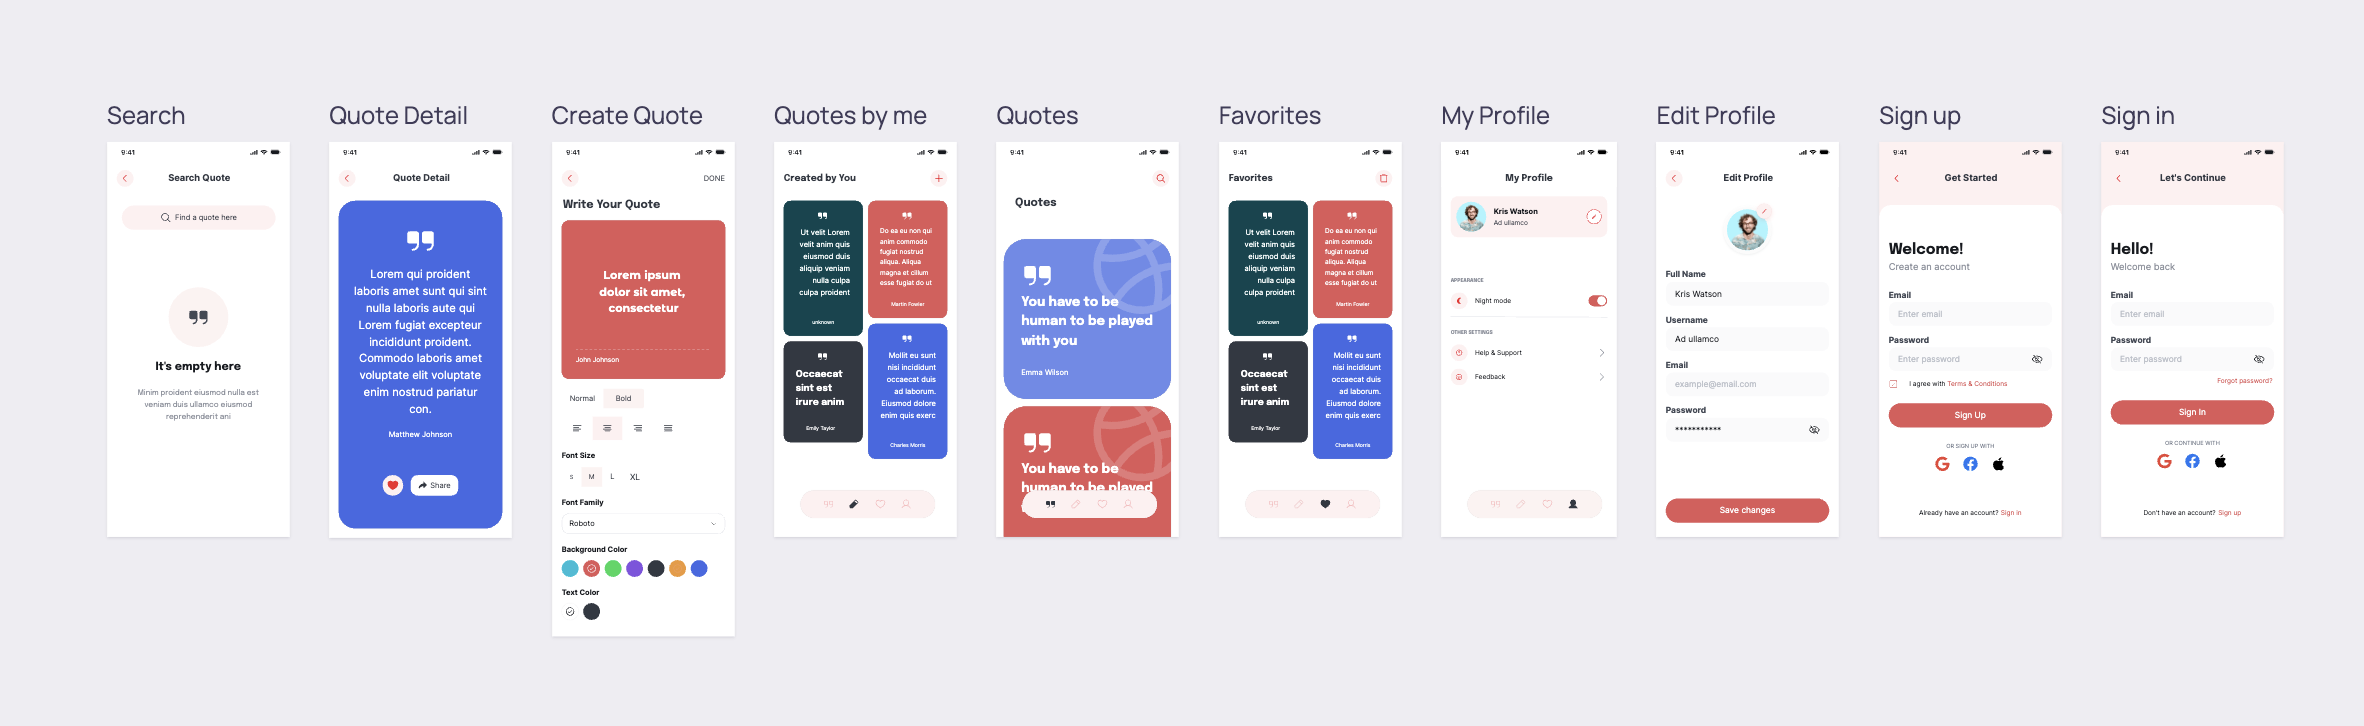 Search
9:41
Search Quote
Find a quote here
It's empty here
Minim proident eiusmod nulla est
veniam duis ullamco eiusmod
reprehenderit ani
Quote Detail
9:41
Quote Detail
Lorem qui proident
laboris amet sunt qui sint
nulla laboris aute qui
Lorem fugiat excepteur
incididunt proident.
Commodo laboris amet
voluptate elit voluptate
enim nostrud pariatur
con.
Matthew Johnson
Share
Create Quote
9:41
DONE
Write Your Quote
Lorem ipsum
dolor sit amet,
consectetur
John Johnson
Normal
Bold
Font Size
S
M
L
XL
Font Family
Roboto
Background Color
Text Color
Quotes by me
9:41
Created by You
Ut velit Lorem
velit anim quis
eiusmod duis
aliquip veniam
nulla culpa
culpa proident
unknown
Do ea eu non qui
anim commodo
fugiat nostrud
aliqua. Aliqua
magna et cillum
esse fugiat do ut
Martin Fowler
Occaecat
sint est
irure anim
Emily Taylor
Mollit eu sunt
nisi incididunt
occaecat duis
ad laborum.
Eiusmod dolore
enim quis exerc
Charles Morris
Quotes
9:41
Quotes
You have to be
human to be played
with you
Emma Wilson
You have to be
human to be played
Favorites
9:41
Favorites
Ut velit Lorem
velit anim quis
eiusmod duis
aliquip veniam
nulla culpa
culpa proident
unknown
Do ea eu non qui
anim commodo
fugiat nostrud
aliqua. Aliqua
magna et cillum
esse fugiat do ut
Martin Fowler
Occaecat
sint est
irure anim
Emily Taylor
Mollit eu sunt
nisi incididunt
occaecat duis
ad laborum.
Eiusmod dolore
enim quis exerc
Charles Morris
My Profile
9:41
My Profile
Kris Watson
Ad ullamco
APPEARANCE
Night mode
OTHER SETTINGS
Help & Support
Feedback
Edit Profile
9:41
Edit Profile
Full Name
Kris Watson
Username
Ad ullamco
Email
example@email.com
Password
***********
Save changes
Sign up
9:41
Get Started
Welcome!
Create an account
Email
Enter email
Password
Enter password
I agree with Terms & Conditions
Sign Up
OR SIGN UP WITH
Already have an account? Sign in
Sign in
9:41
Let's Continue
Hello!
Welcome back
Email
Enter email
Password
Enter password
Forgot password?
Sign In
OR CONTINUE WITH
Don't have an account? Sign up